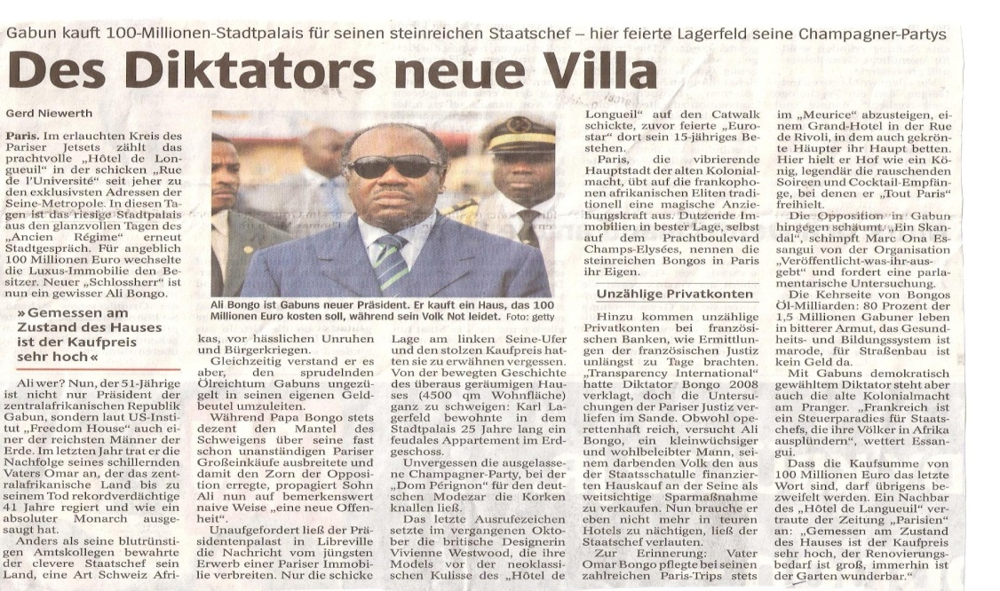 Gabun kauft 100-Millionen-Stadtpalais für seinen steinreichen Staatschef – hier feierte Lagerfeld seine Champagner-Partys
Des Diktators neue Villa
Gerd Niewerth
Paris. Im erlauchten Kreis des
Pariser Jetsets zählt das
prachtvolle „Hôtel de Lon-
gueuil“ in der schicken „Rue
de l'Université“ seit jeher zu
den exklusivsten Adressen der
Seine-Metropole. In diesen Ta-
gen ist das riesige Stadtpalais
aus den glanzvollen Tagen des
„Ancien Régime“ erneut
Stadtgespräch. Für angeblich
100 Millionen Euro wechselte
die Luxus-Immobilie den Be-
sitzer. Neuer „Schlossherr“ ist
nun ein gewisser Ali Bongo.
»Gemessen am
Zustand des Hauses
ist der Kaufpreis
sehr hoch«
Ali wer? Nun, der 51-Jährige
ist nicht nur Präsident der
zentralafrikanischen Republik
Gabun, sondern laut US-Insti-
tut „Freedom House“ auch ei-
ner der reichsten Männer der
Erde. Im letzten Jahr trat er die
Nachfolge seines schillernden
Vaters Omar an, der das zent-
ralafrikanische Land bis zu
seinem Tod rekordverdächtige
41 Jahre regiert und wie ein
absoluter Monarch ausge-
saugt hat.
Anders als seine blutrünsti-
gen Amtskollegen bewahrte
der clevere Staatschef sein
Land, eine Art Schweiz Afri-
Ali Bongo ist Gabuns neuer Präsident. Er kauft ein Haus, das 100
Millionen Euro kosten soll, während sein Volk Not leidet. Foto: getty
kas, vor hässlichen Unruhen
und Bürgerkriegen.
Gleichzeitig verstand er es
aber, den sprudelnden
Ölreichtum Gabuns ungezü-
gelt in seinen eigenen Geld-
beutel umzuleiten.
Während Papa Bongo stets
dezent den Mantel des
Schweigens über seine fast
schon unanständigen Pariser
Großeinkäufe ausbreitete und
damit den Zorn der Opposi-
tion erregte, propagiert Sohn
Ali nun auf bemerkenswert
naive Weise „eine neue Offen-
heit“.
Unaufgefordert ließ der Prä-
sidentenpalast in Libreville
die Nachricht vom jüngsten
Erwerb einer Pariser Immobi-
lie verbreiten. Nur die schicke
Lage am linken Seine-Ufer
und den stolzen Kaufpreis hat-
ten sie zu erwähnen vergessen.
Von der bewegten Geschichte
des überaus geräumigen Hau-
ses (4500 qm Wohnfläche)
ganz zu schweigen: Karl La-
gerfeld bewohnte in dem
Stadtpalais 25 Jahre lang ein
feudales Appartement im Erd-
geschoss.
Unvergessen die ausgelasse-
ne Champagner-Party, bei der
„Dom Pérignon“ für den deut-
schen Modezar die Korken
knallen ließ.
Das letzte Ausrufezeichen
setzte im vergangenen Okto-
ber die britische Designerin
Vivienne Westwood, die ihre
Models vor der neoklassi-
schen Kulisse des „Hôtel de
Longueil“ auf den Catwalk
schickte, zuvor feierte „Euro-
star“ dort sein 15-jähriges Be-
stehen.
Paris, die vibrierende
Hauptstadt der alten Kolonial-
macht, übt auf die frankopho-
nen afrikanischen Eliten tradi-
tionell eine magische Anzie-
hungskraft aus. Dutzende Im-
mobilien in bester Lage, selbst
auf dem Prachtboulevard
Champs-Elysées, nennen die
steinreichen Bongos in Paris
ihr Eigen.
Unzählige Privatkonten
Hinzu kommen unzählige
Privatkonten bei französi-
schen Banken, wie Ermittlun-
gen der französischen Justiz
unlängst zu Tage brachten.
„Transparency International“
hatte Diktator Bongo 2008
verklagt, doch die Untersu-
chungen der Pariser Justiz ver-
liefen im Sande. Obwohl ope-
rettenhaft reich, versucht Ali
Bongo, ein kleinwüchsiger
und wohlbeleibter Mann, sei-
nem darbenden Volk den aus
der Staatsschatulle finanzier-
ten Hauskauf an der Seine als
weitsichtige Sparmaßnahme
zu verkaufen. Nun brauche er
eben nicht mehr in teuren
Hotels zu nächtigen, ließ der
Staatschef verlauten.
Zur Erinnerung: Vater
Omar Bongo pflegte bei seinen
zahlreichen Paris-Trips stets
im „Meurice“ abzusteigen, ei-
nem Grand-Hotel in der Rue
de Rivoli, in dem auch gekrön-
te Häupter ihr Haupt betten.
Hier hielt er Hof wie ein Kö-
nig, legendär die rauschenden
Soireen und Cocktail-Empfän-
ge, bei denen er „Tout Paris“
freihielt.
Die Opposition in Gabun
hingegen schäumt. „Ein Skan-
dal“, schimpft Marc Ona Es-
sangui von der Organisation
„Veröffentlicht-was-ihr-aus-
gebt“ und fordert eine parla-
mentarische Untersuchung.
Die Kehrseite von Bongos
Öl-Milliarden: 80 Prozent der
1,5 Millionen Gabuner leben
in bitterer Armut, das Gesund-
heits- und Bildungssystem ist
marode, für Straßenbau ist
kein Geld da.
Mit Gabuns demokratisch
gewähltem Diktator steht aber
auch die alte Kolonialmacht
am Pranger. „Frankreich ist
ein Steuerparadies für Staats-
chefs, die ihre Völker in Afrika
ausplündern“, wettert Essan-
gui.
Dass die Kaufsumme von
100 Millionen Euro das letzte
Wort sind, darf übrigens be-
zweifelt werden. Ein Nachbar
des „Hôtel de Langueuil“ ver-
traute der Zeitung „Parisien“
an: „Gemessen am Zustand
des Hauses ist der Kaufpreis
sehr hoch, der Renovierungs-
bedarf ist groß, immerhin ist
der Garten wunderbar.“